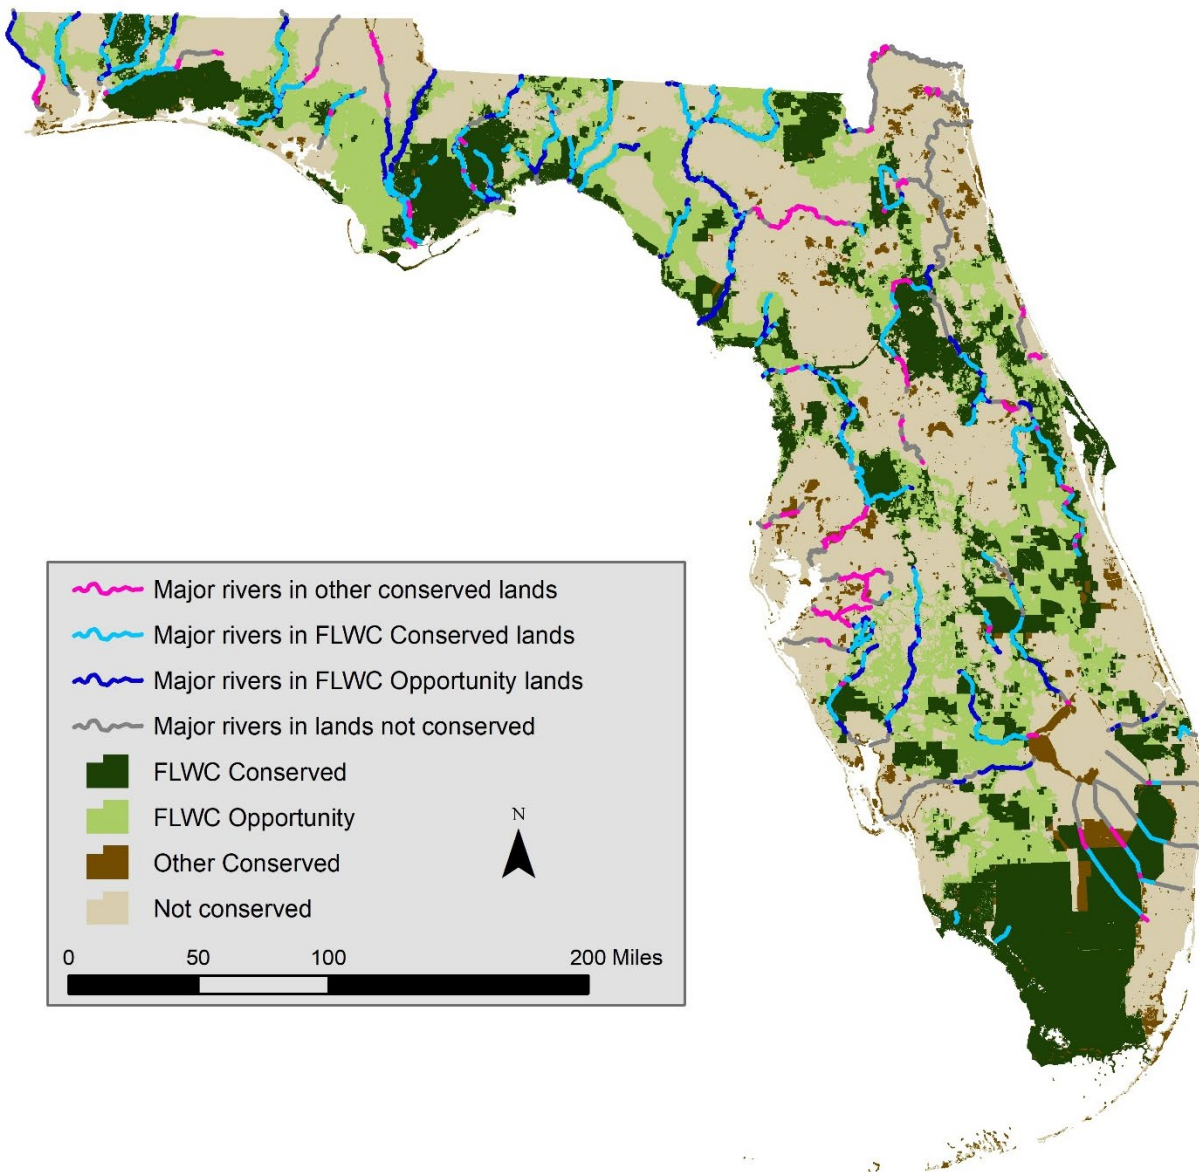 Major rivers in other conserved lands
Major rivers in FLWC Conserved lands
Major rivers in FLWC Opportunity lands
Major rivers in lands not conserved
FLWC Conserved
FLWC Opportunity
Other Conserved
Not conserved
N
0 50 100 200 Miles